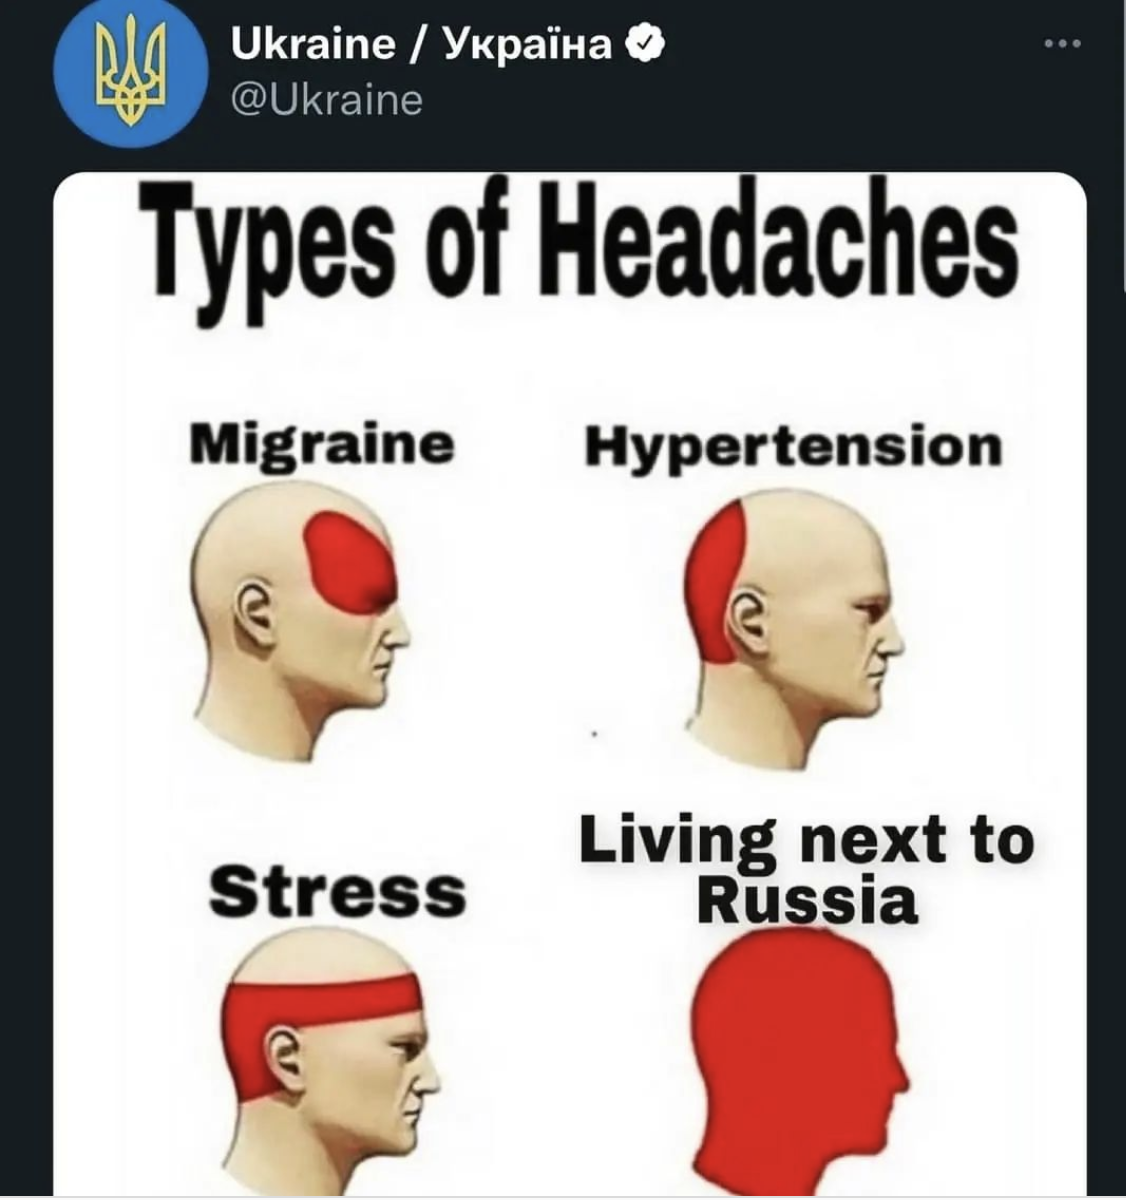 Ukraine / Україна
@Ukraine
Types of Headaches
Migraine
Hypertension
Stress
Living next to
Russia